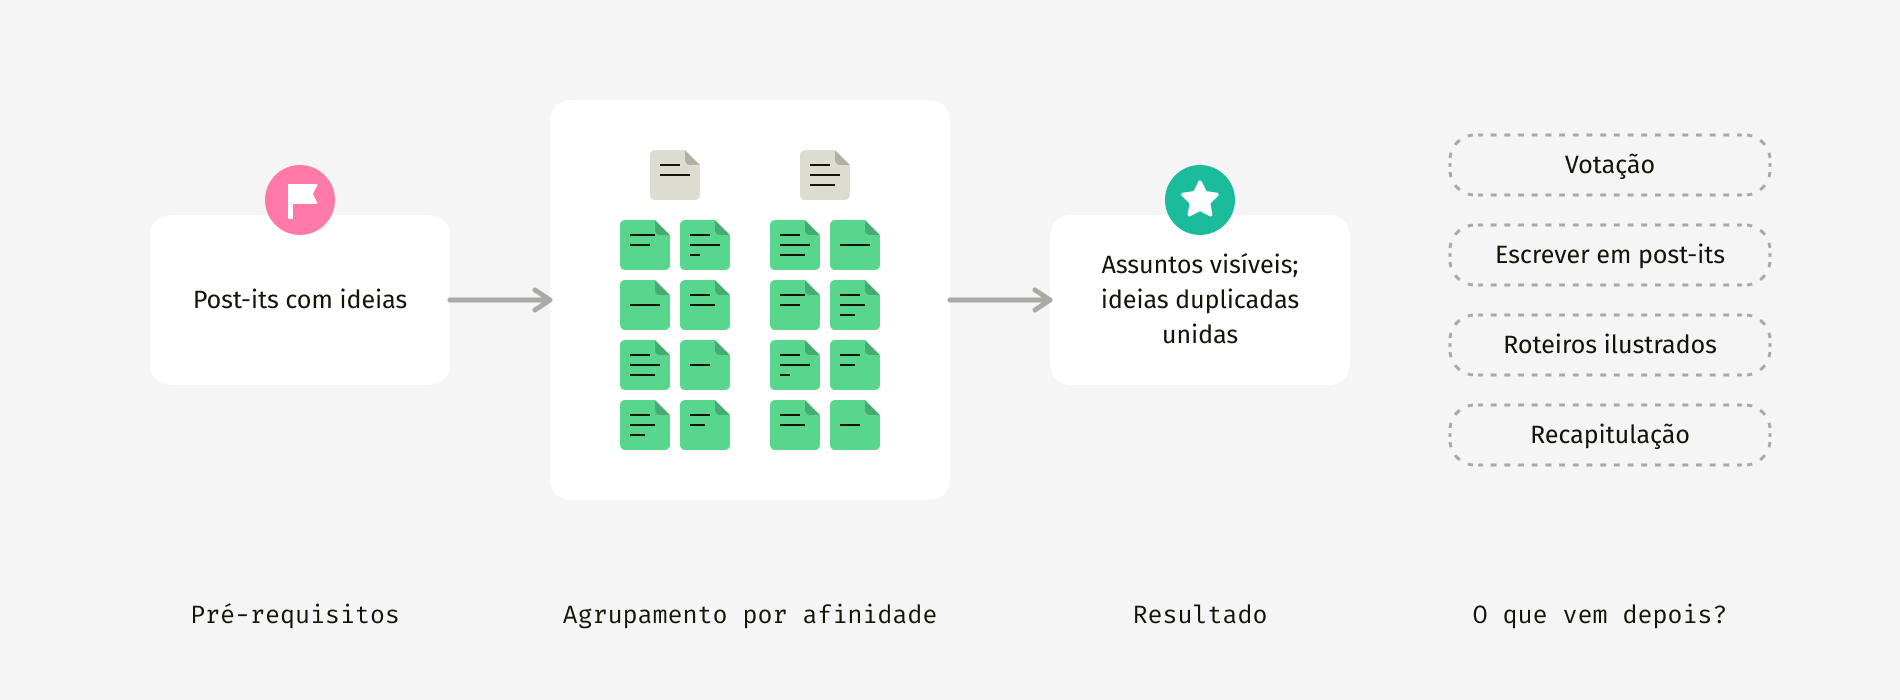 Post-its com ideias
Assuntos visíveis;
ideias duplicadas
unidas
Votação
Escrever em post-its
Roteiros ilustrados
Recapitulação
Pré-requisitos
Agrupamento por afinidade
Resultado
O que vem depois?